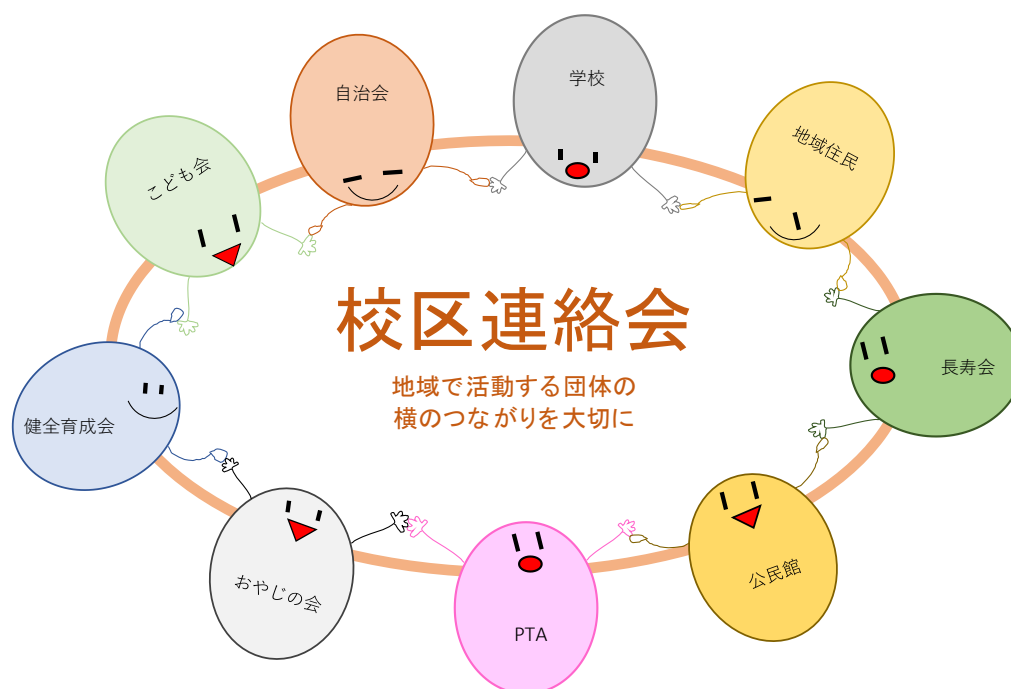 学校
自治会
地域住民
こども会
校区連絡会
長寿会
地域で活動する団体の
横のつながりを大切に
健全育成会
公民館
おやじの会
PTA